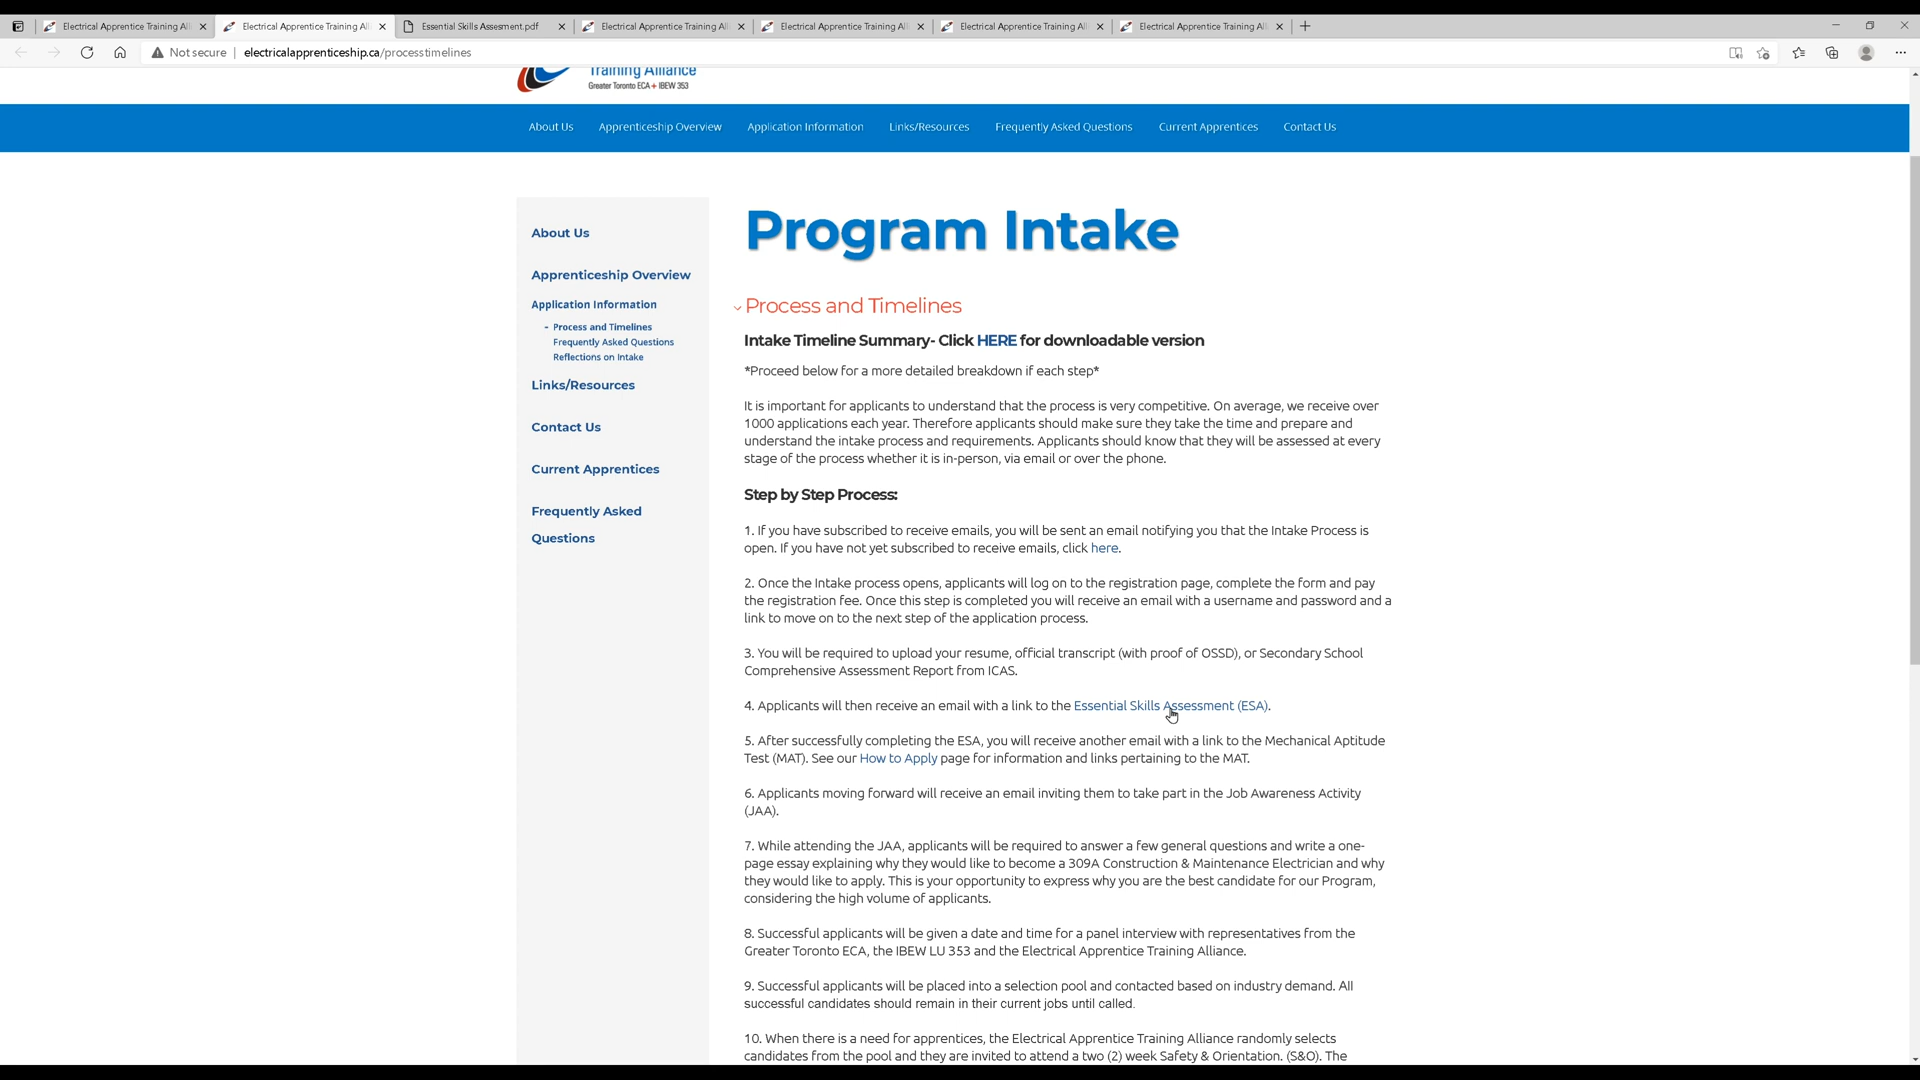 Electrical Apprentice Training All
Electrical Apprentice Training All
Essential Skills Assesment.pdf
Electrical Apprentice Training All
Electrical Apprentice Training All
Electrical Apprentice Training All
Electrical Apprentice Training All
Not secure
electricalapprenticeship.ca/processtimelines
Training Alliance
Greater Toronto ECA + IBEW 353
About Us
Apprenticeship Overview
Application Information
Links/Resources
Frequently Asked Questions
Current Apprentices
Contact Us
About Us
Apprenticeship Overview
Application Information
- Process and Timelines
Frequently Asked Questions
Reflections on Intake
Links/Resources
Contact Us
Current Apprentices
Frequently Asked
Questions
Program Intake
Process and Timelines
Intake Timeline Summary- Click HERE for downloadable version
*Proceed below for a more detailed breakdown if each step*
It is important for applicants to understand that the process is very competitive. On average, we receive over
1000 applications each year. Therefore applicants should make sure they take the time and prepare and
understand the intake process and requirements. Applicants should know that they will be assessed at every
stage of the process whether it is in-person, via email or over the phone.
Step by Step Process:
1. If you have subscribed to receive emails, you will be sent an email notifying you that the Intake Process is
open. If you have not yet subscribed to receive emails, click here.
2. Once the Intake process opens, applicants will log on to the registration page, complete the form and pay
the registration fee. Once this step is completed you will receive an email with a username and password and a
link to move on to the next step of the application process.
3. You will be required to upload your resume, official transcript (with proof of OSSD), or Secondary School
Comprehensive Assessment Report from ICAS.
4. Applicants will then receive an email with a link to the Essential Skills Assessment (ESA).
5. After successfully completing the ESA, you will receive another email with a link to the Mechanical Aptitude
Test (MAT). See our How to Apply page for information and links pertaining to the MAT.
6. Applicants moving forward will receive an email inviting them to take part in the Job Awareness Activity
(JAA).
7. While attending the JAA, applicants will be required to answer a few general questions and write a one-
page essay explaining why they would like to become a 309A Construction & Maintenance Electrician and why
they would like to apply. This is your opportunity to express why you are the best candidate for our Program,
considering the high volume of applicants.
8. Successful applicants will be given a date and time for a panel interview with representatives from the
Greater Toronto ECA, the IBEW LU 353 and the Electrical Apprentice Training Alliance.
9. Successful applicants will be placed into a selection pool and contacted based on industry demand. All
successful candidates should remain in their current jobs until called.
10. When there is a need for apprentices, the Electrical Apprentice Training Alliance randomly selects
candidates from the pool and they are invited to attend a two (2) week Safety & Orientation. (S&O). The